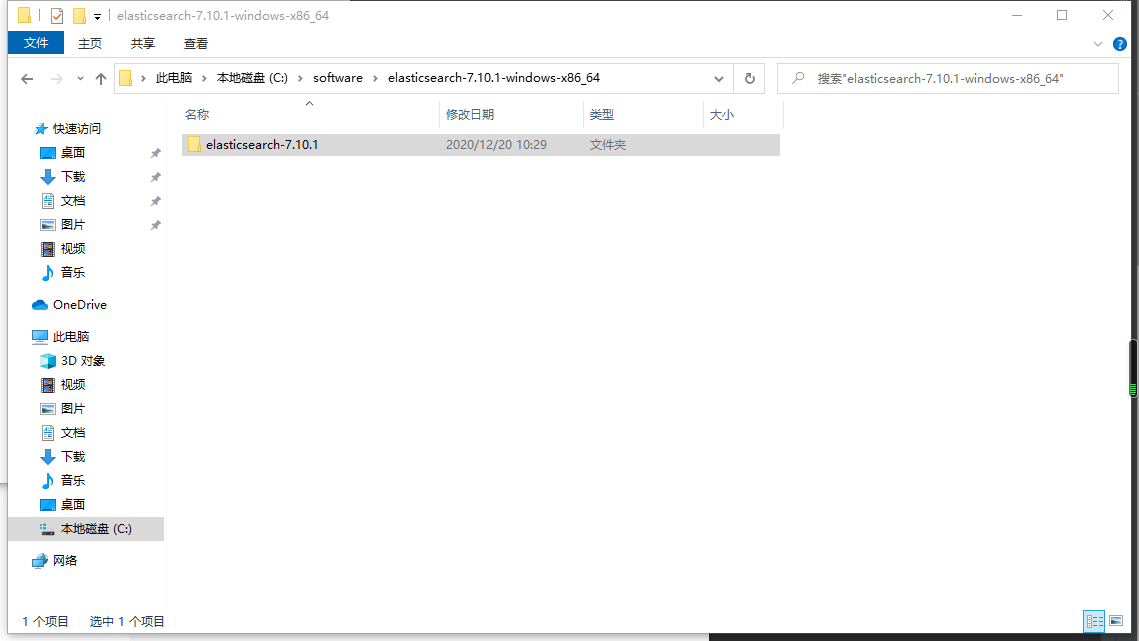 elasticsearch-7.10.1-windows-x86_64
文件 主页 共享 查看
此电脑 本地磁盘 (C:) software elasticsearch-7.10.1-windows-x86_64 搜索"elasticsearch-7.10.1-windows-x86_64"
名称 修改日期 类型 大小
elasticsearch-7.10.1 2020/12/20 10:29 文件夹
快速访问
桌面
下载
文档
图片
视频
音乐
OneDrive
此电脑
3D 对象
视频
图片
文档
下载
音乐
桌面
本地磁盘 (C:)
网络
1 个项目 选中 1 个项目